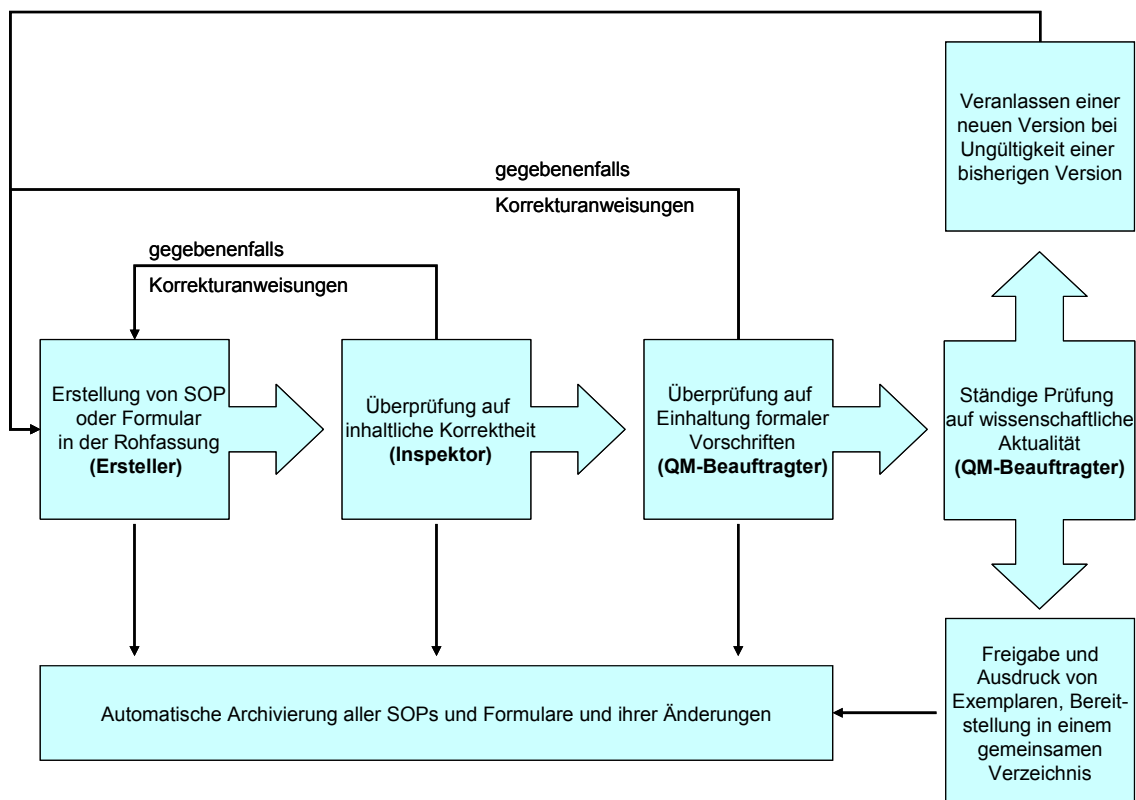 Veranlassen einer
neuen Version bei
Ungültigkeit einer
bisherigen Version
gegebenenfalls
Korrekturanweisungen
gegebenenfalls
Korrekturanweisungen
Erstellung von SOP
oder Formular
in der Rohfassung
(Ersteller)
Überprüfung auf
inhaltliche Korrektheit
(Inspektor)
Überprüfung auf
Einhaltung formaler
Vorschriften
(QM-Beauftragter)
Ständige Prüfung
auf wissenschaftliche
Aktualität
(QM-Beauftragter)
Automatische Archivierung aller SOPs und Formulare und ihrer Änderungen
Freigabe und
Ausdruck von
Exemplaren, Bereit-
stellung in einem
gemeinsamen
Verzeichnis